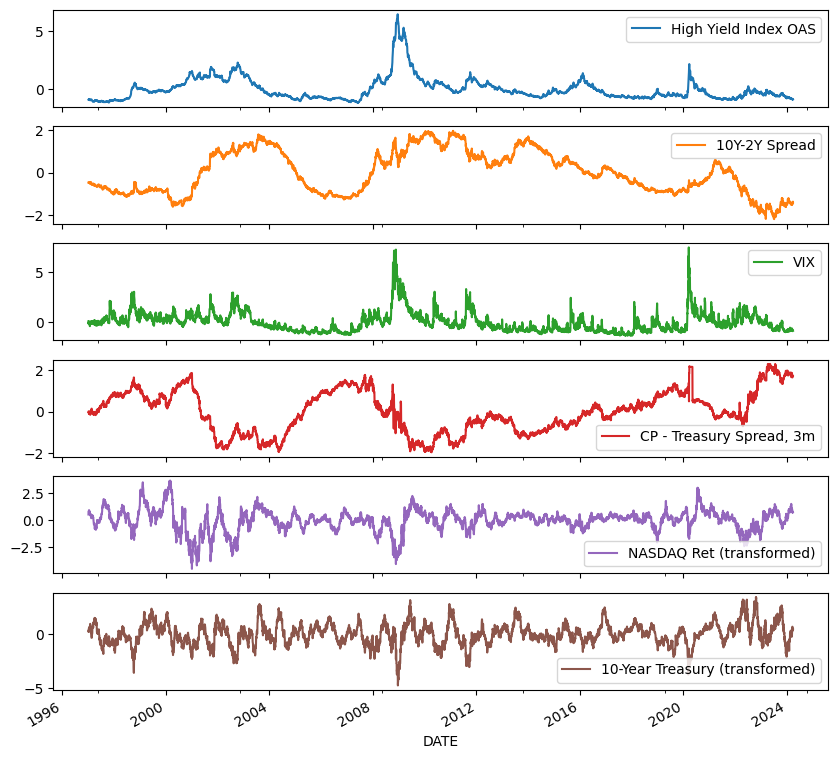 High Yield Index OAS
5
0
10Y-2Y Spread
2
0
−2
VIX
5
0
CP - Treasury Spread, 3m
2
0
−2
NASDAQ Ret (transformed)
2.5
0.0
−2.5
10-Year Treasury (transformed)
0
−5
1996 2000 2004 2008 2012 2016 2020 2024
DATE